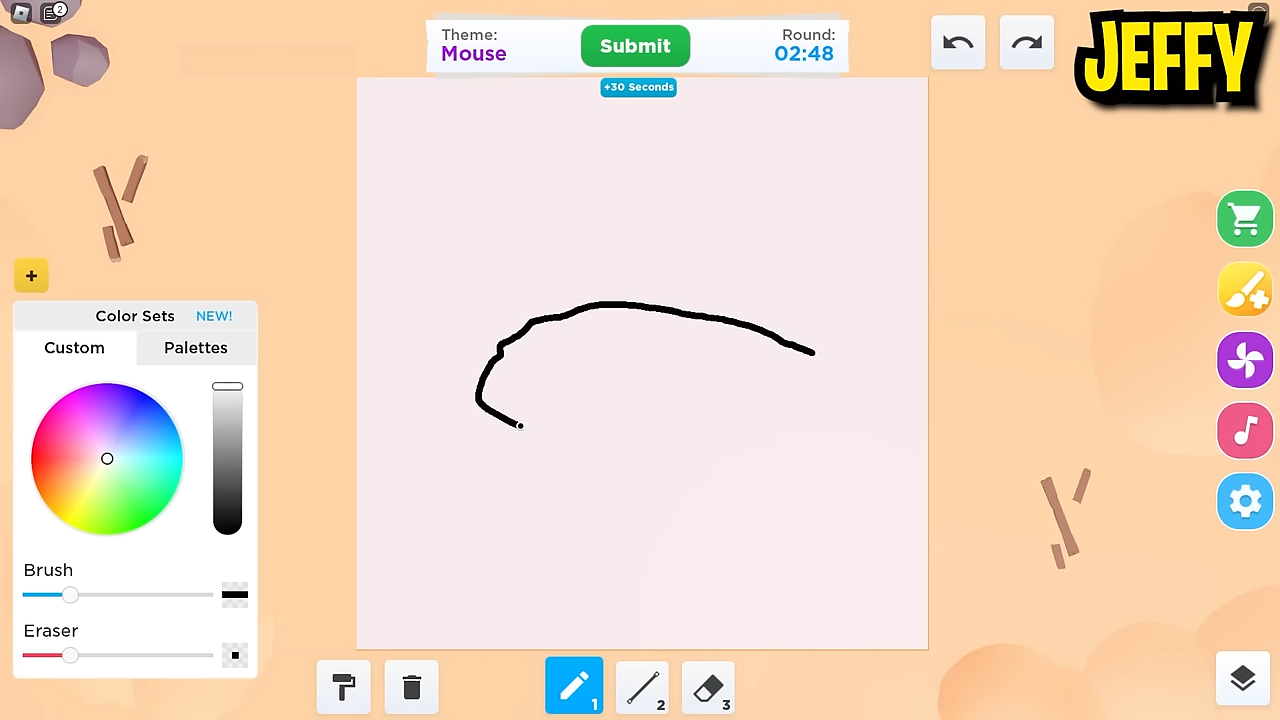 2
Theme:
Mouse
Submit
Round:
02:48
+30 Seconds
JEFFY
+
Color Sets NEW!
Custom
Palettes
Brush
Eraser
1
2
3